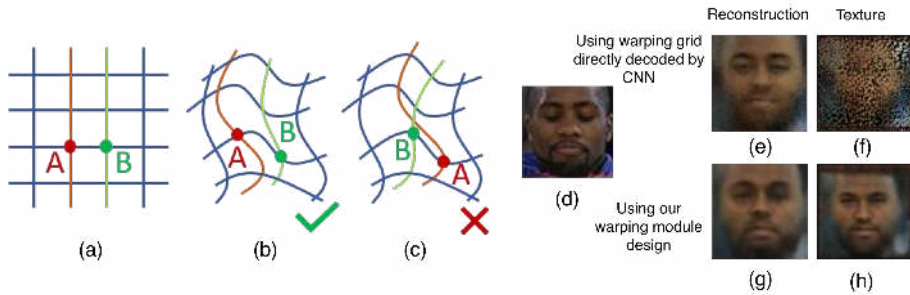 Reconstruction Texture
Using warping grid
directly decoded by
CNN
A B
A B
B A
(a) (b) (c) (d)
(e) (f)
Using our
warping module
design
(g) (h)